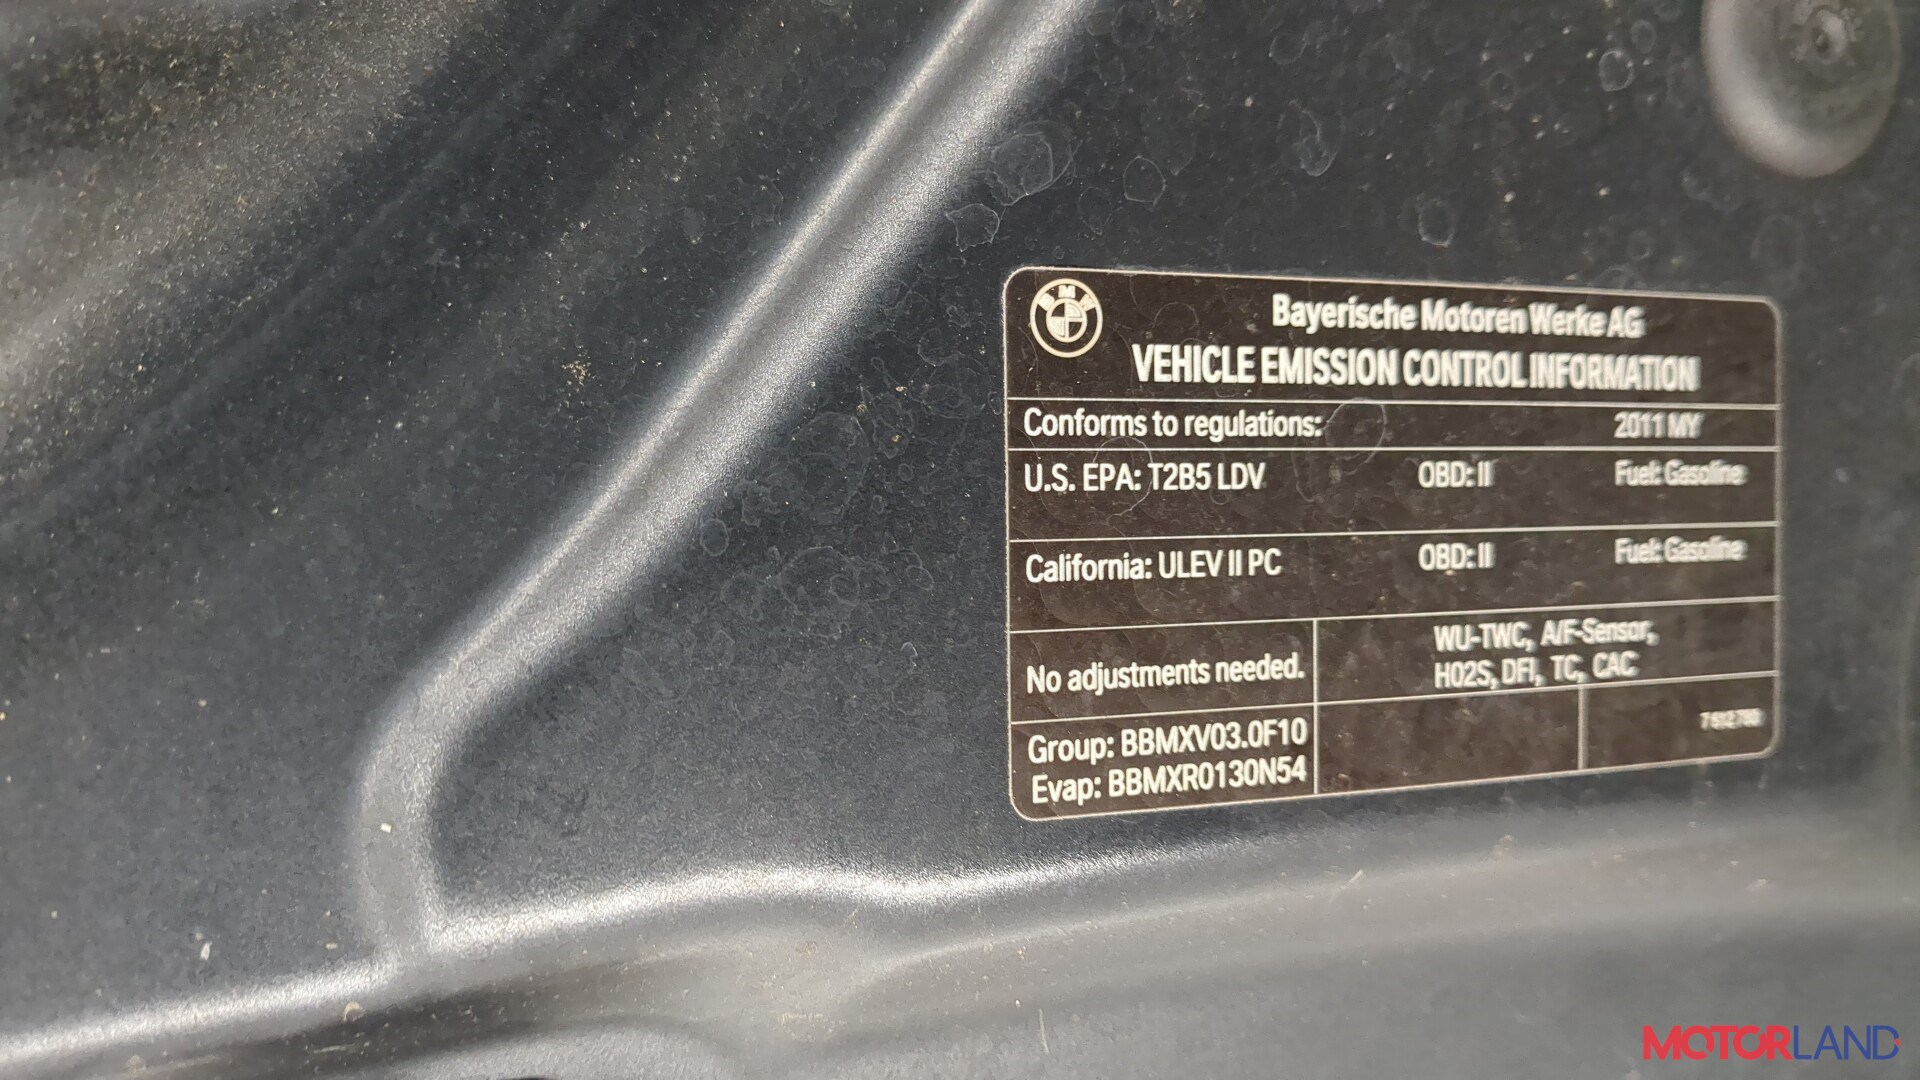 BMW
Bayerische Motoren Werke AG
VEHICLE EMISSION CONTROL INFORMATION
Conforms to regulations: 2011 MY
U.S. EPA: T2B5 LDV OBD: II Fuel: Gasoline
California: ULEV II PC OBD: II Fuel: Gasoline
No adjustments needed.
WU-TWC, A/F-Sensor,
HO2S, DFI, TC, CAC
Group: BBMXV03.0F10
Evap: BBMXR0130N54
MOTORLAND